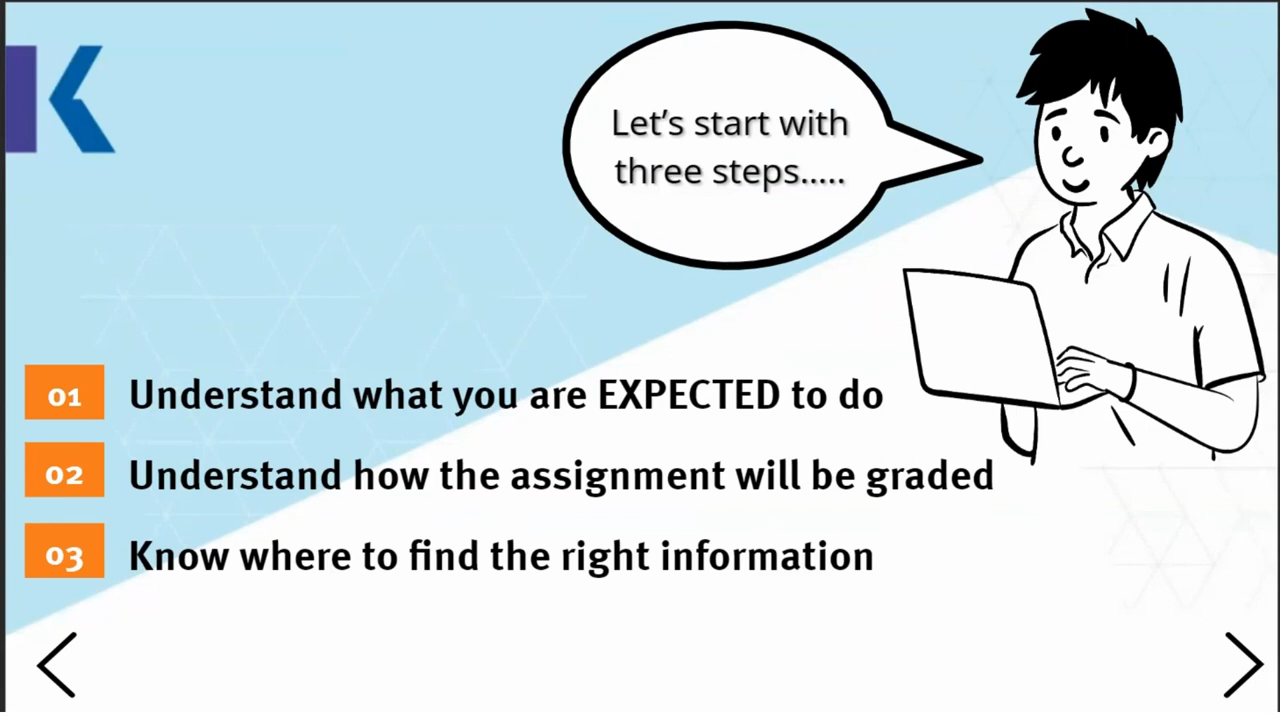 K
Let's start with
three steps.....
01 Understand what you are EXPECTED to do
02 Understand how the assignment will be graded
03 Know where to find the right information